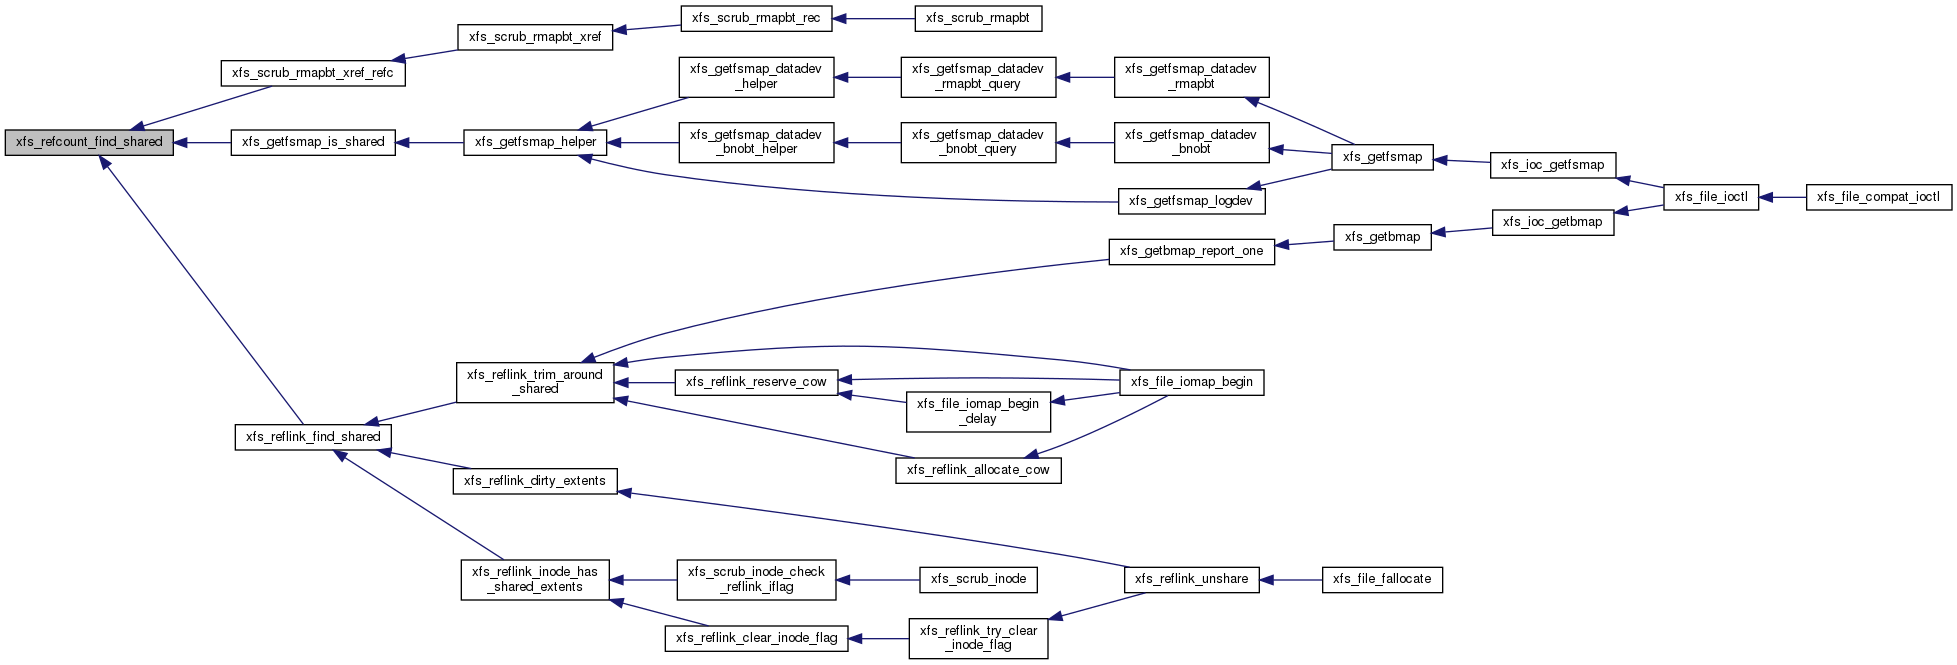 xfs_scrub_rmapbt_rec
xfs_scrub_rmapbt
xfs_scrub_rmapbt_xref
xfs_scrub_rmapbt_xref_refc
xfs_getfsmap_datadev
_helper
xfs_getfsmap_datadev
_rmapbt_query
xfs_getfsmap_datadev
_rmapbt
xfs_refcount_find_shared
xfs_getfsmap_is_shared
xfs_getfsmap_helper
xfs_getfsmap_datadev
_bnobt_helper
xfs_getfsmap_datadev
_bnobt_query
xfs_getfsmap_datadev
_bnobt
xfs_getfsmap
xfs_ioc_getfsmap
xfs_getfsmap_logdev
xfs_file_ioctl
xfs_file_compat_ioctl
xfs_ioc_getbmap
xfs_getbmap
xfs_getbmap_report_one
xfs_reflink_trim_around
_shared
xfs_reflink_reserve_cow
xfs_file_iomap_begin
xfs_file_iomap_begin
_delay
xfs_reflink_find_shared
xfs_reflink_allocate_cow
xfs_reflink_dirty_extents
xfs_reflink_inode_has
_shared_extents
xfs_scrub_inode_check
_reflink_iflag
xfs_scrub_inode
xfs_reflink_unshare
xfs_file_fallocate
xfs_reflink_clear_inode_flag
xfs_reflink_try_clear
_inode_flag